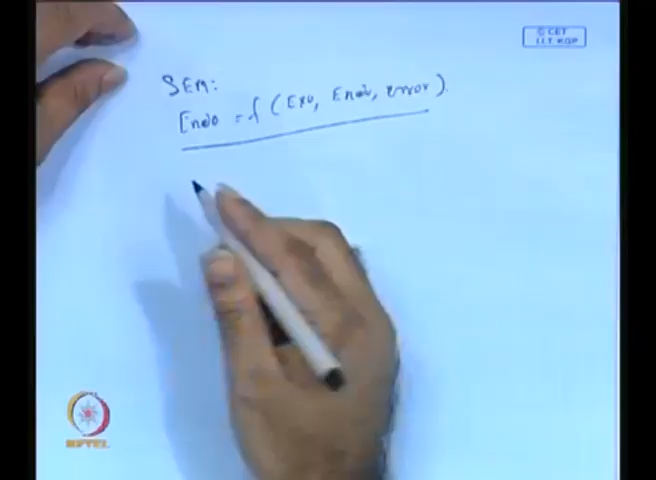 © CET
I.I.T. KGP
SEM:
Endo = f (Exo, Endo, error).
NPTEL